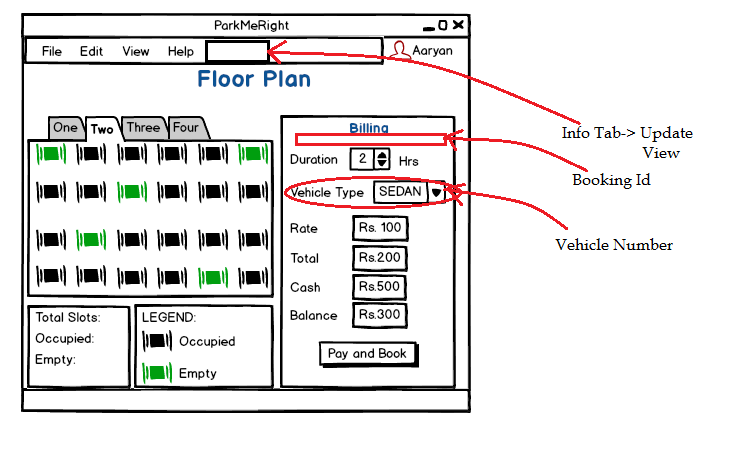 ParkMeRight
File Edit View Help Aaryan
Floor Plan
One Two Three Four
Billing
Duration 2 Hrs
Vehicle Type SEDAN
Rate Rs. 100
Total Rs.200
Cash Rs.500
Balance Rs.300
Pay and Book
Total Slots:
Occupied:
Empty:
LEGEND:
Occupied
Empty
Info Tab-> Update
View
Booking Id
Vehicle Number